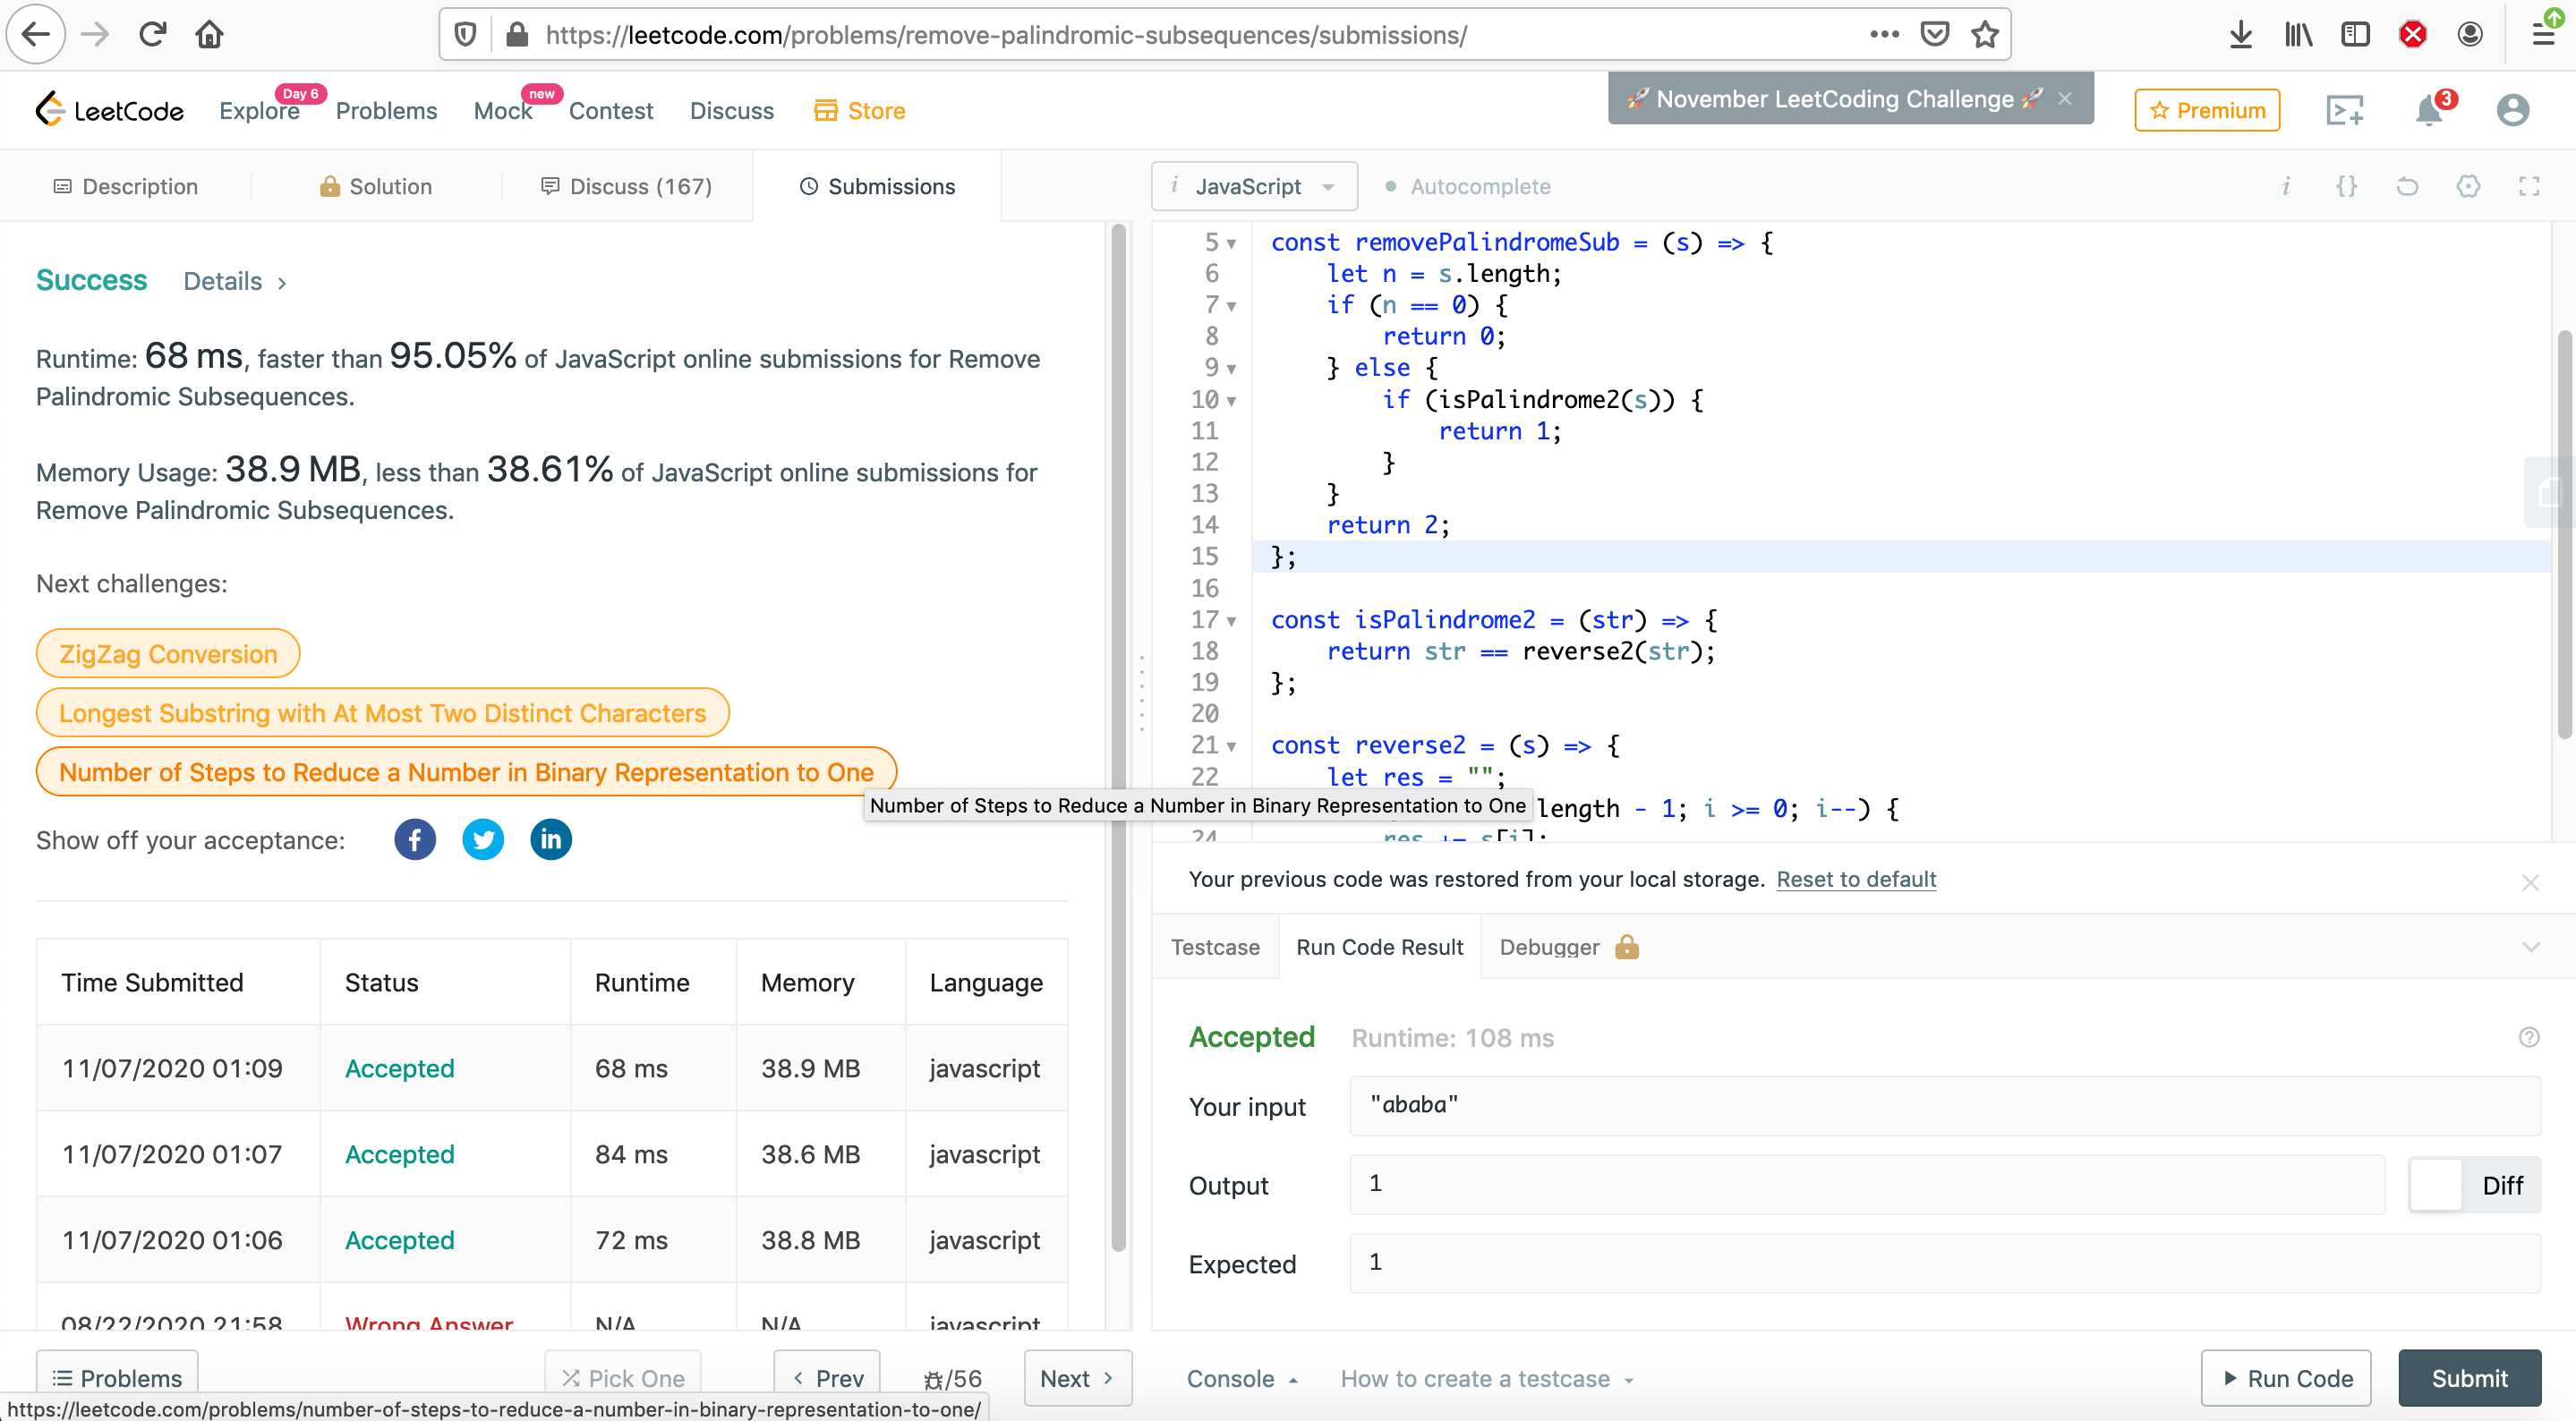 https://leetcode.com/problems/remove-palindromic-subsequences/submissions/
LeetCode
Explore
Day 6
Problems
Mock
new
Contest
Discuss
Store
🚀 November LeetCoding Challenge 🚀
Premium
3
Description
Solution
Discuss (167)
Submissions
i JavaScript
Autocomplete
i {}
Success Details >
Runtime: 68 ms, faster than 95.05% of JavaScript online submissions for Remove
Palindromic Subsequences.
Memory Usage: 38.9 MB, less than 38.61% of JavaScript online submissions for
Remove Palindromic Subsequences.
Next challenges:
ZigZag Conversion
Longest Substring with At Most Two Distinct Characters
Number of Steps to Reduce a Number in Binary Representation to One
Number of Steps to Reduce a Number in Binary Representation to One
Show off your acceptance:
f
in
Time Submitted Status Runtime Memory Language
11/07/2020 01:09 Accepted 68 ms 38.9 MB javascript
11/07/2020 01:07 Accepted 84 ms 38.6 MB javascript
11/07/2020 01:06 Accepted 72 ms 38.8 MB javascript
08/22/2020 21:58 Wrong Answer N/A N/A javascript
Problems
Pick One
< Prev
/56
Next >
https://leetcode.com/problems/number-of-steps-to-reduce-a-number-in-binary-representation-to-one/
5 const removePalindromeSub = (s) => {
6 let n = s.length;
7 if (n == 0) {
8 return 0;
9 } else {
10 if (isPalindrome2(s)) {
11 return 1;
12 }
13 }
14 return 2;
15 };
16
17 const isPalindrome2 = (str) => {
18 return str == reverse2(str);
19 };
20
21 const reverse2 = (s) => {
22 let res = "";
length - 1; i >= 0; i--) {
24 res += s[i];
Your previous code was restored from your local storage. Reset to default
Testcase
Run Code Result
Debugger
Accepted Runtime: 108 ms
Your input "ababa"
Output 1
Diff
Expected 1
Console
How to create a testcase
Run Code
Submit